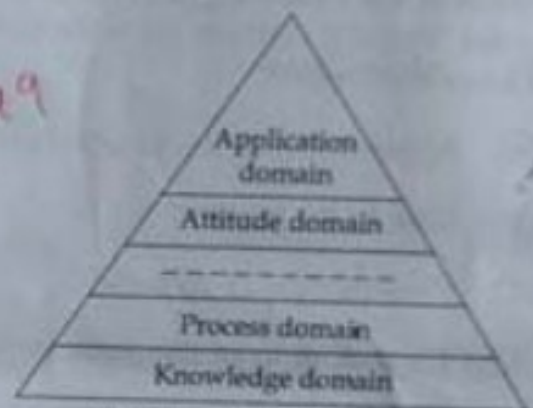 Application
domain
Attitude domain
----------
Process domain
Knowledge domain